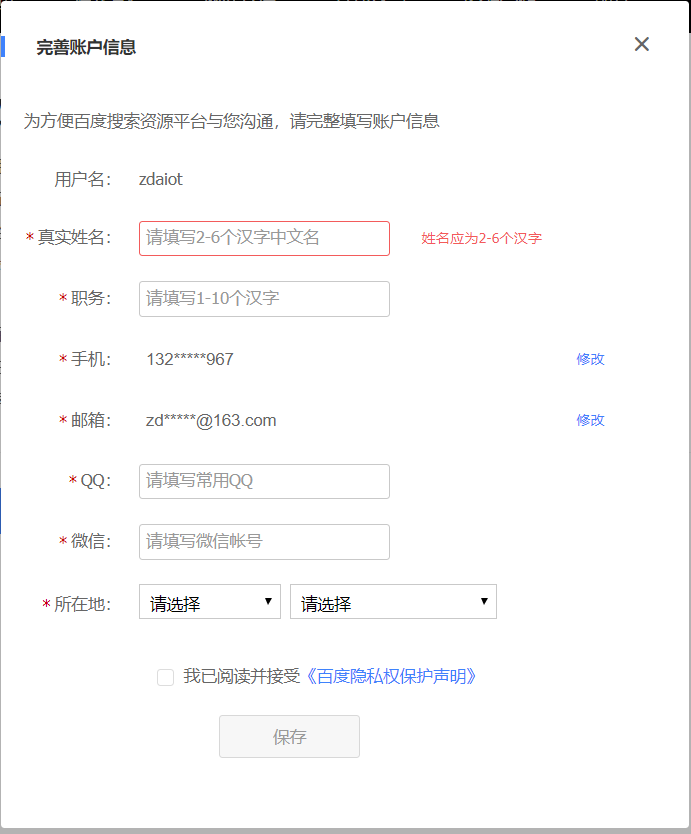 完善账户信息
为方便百度搜索资源平台与您沟通，请完整填写账户信息
用户名： zdaiot
* 真实姓名： 请填写2-6个汉字中文名 姓名应为2-6个汉字
* 职务： 请填写1-10个汉字
* 手机： 132*****967 修改
* 邮箱： zd*****@163.com 修改
* QQ： 请填写常用QQ
* 微信： 请填写微信帐号
* 所在地： 请选择 请选择
我已阅读并接受《百度隐私权保护声明》
保存